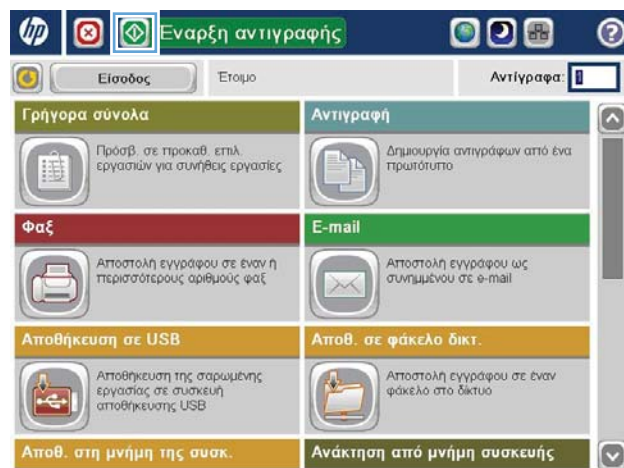 hp
Έναρξη αντιγραφής
?
Είσοδος
Έτοιμο
Αντίγραφα: 1
Γρήγορα σύνολα
Πρόσβ. σε προκαθ. επιλ.
εργασιών για συνήθεις εργασίες
Αντιγραφή
Δημιουργία αντιγράφων από ένα
πρωτότυπο
Φαξ
Αποστολή εγγράφου σε έναν ή
περισσότερους αριθμούς φαξ
E-mail
Αποστολή εγγράφου ως
συνημμένου σε e-mail
Αποθήκευση σε USB
Αποθήκευση της σαρωμένης
εργασίας σε συσκευή
αποθήκευσης USB
Αποθ. σε φάκελο δικτ.
Αποστολή εγγράφου σε έναν
φάκελο στο δίκτυο
Αποθ. στη μνήμη της συσκ.
Ανάκτηση από μνήμη συσκευής